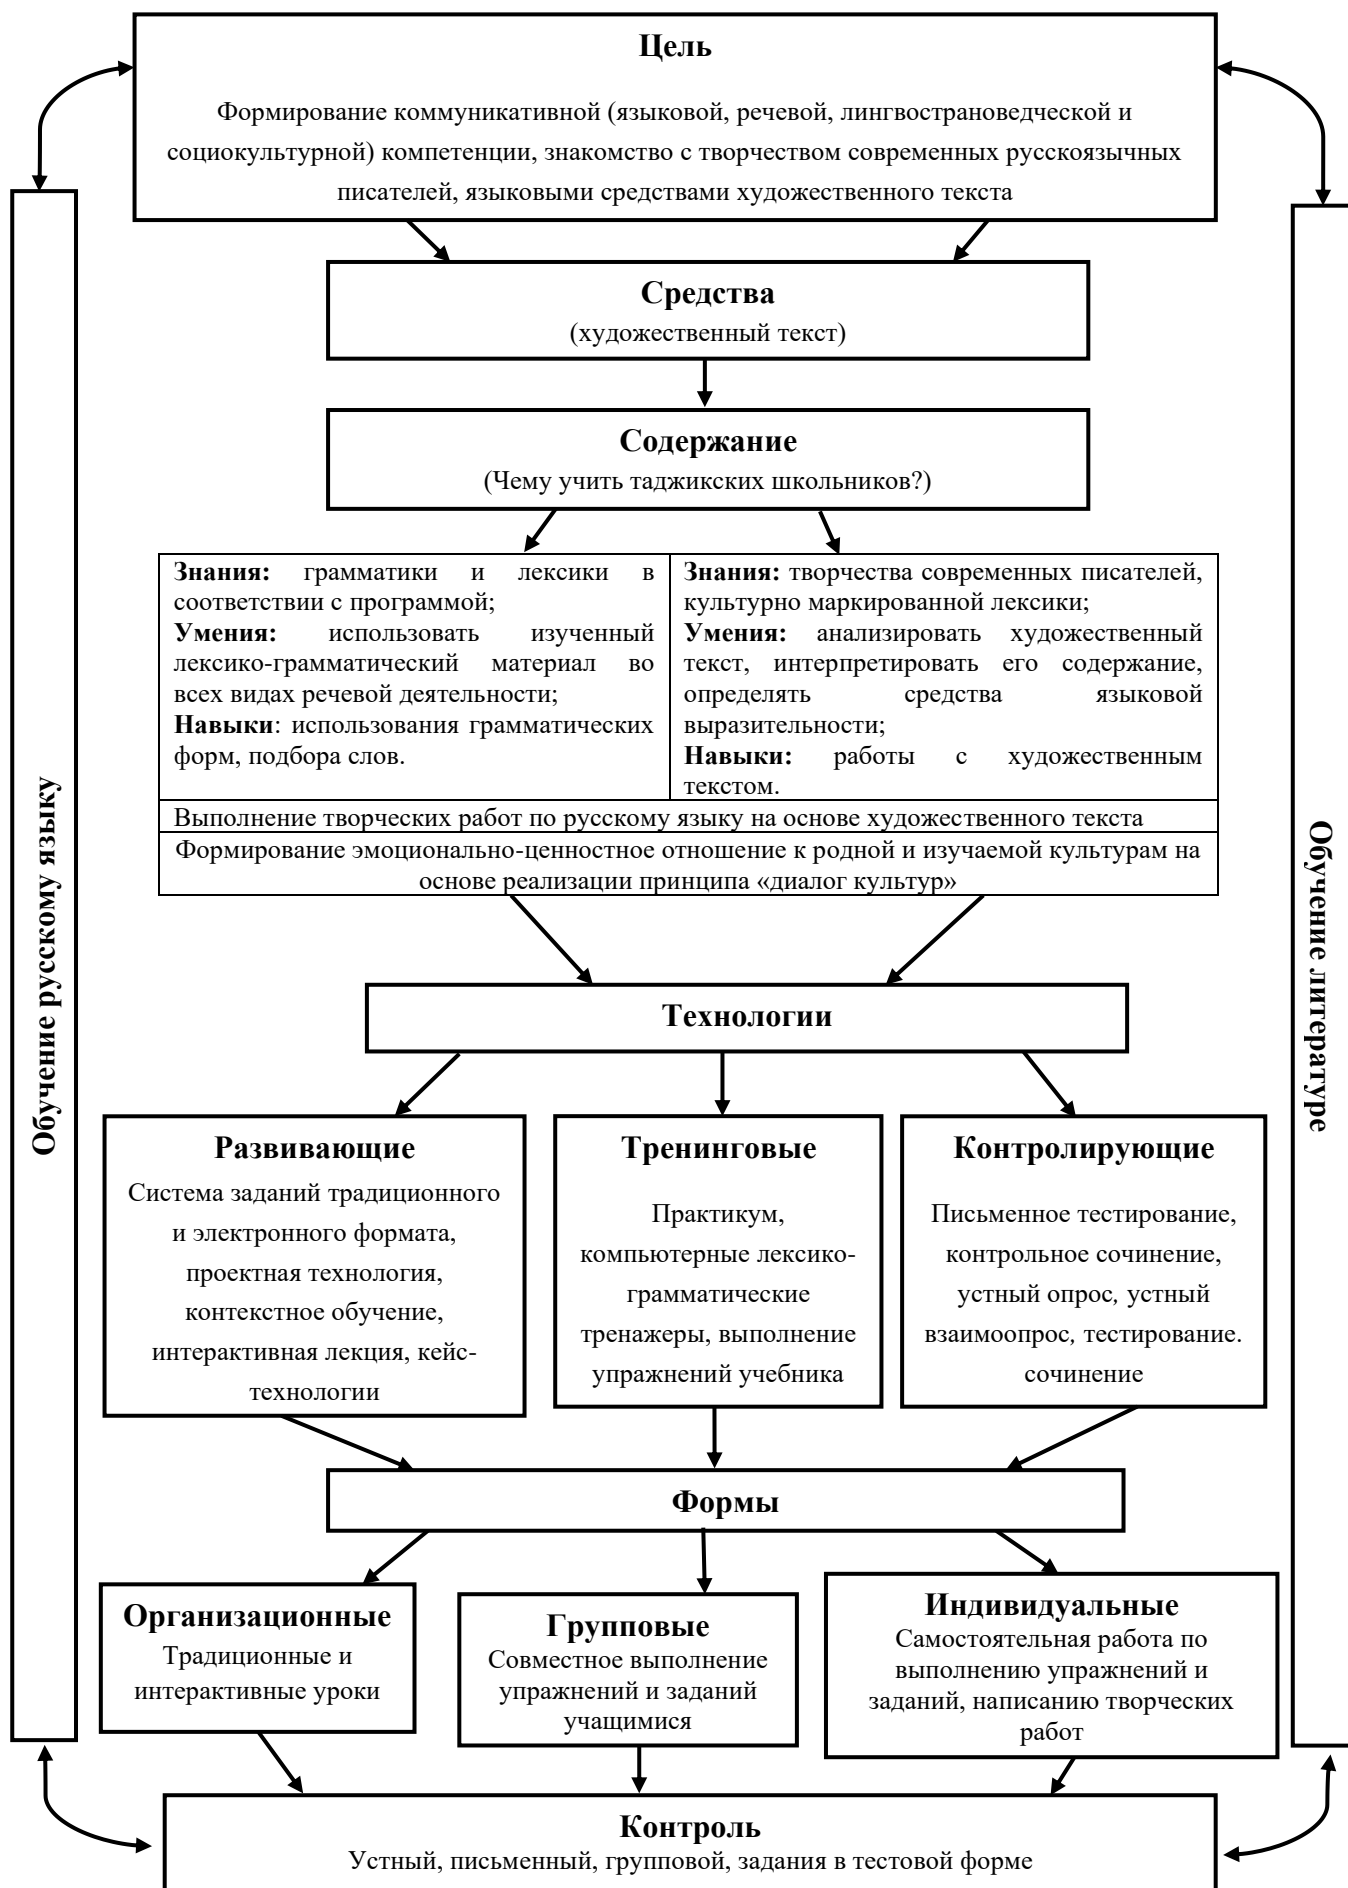 Цель
Формирование коммуникативной (языковой, речевой, лингвострановедческой и
социокультурной) компетенции, знакомство с творчеством современных русскоязычных
писателей, языковыми средствами художественного текста
Средства
(художественный текст)
Содержание
(Чему учить таджикских школьников?)
Знания: грамматики и лексики в
соответствии с программой;
Умения: использовать изученный
лексико-грамматический материал во
всех видах речевой деятельности;
Навыки: использования грамматических
форм, подбора слов.
Знания: творчества современных писателей,
культурно маркированной лексики;
Умения: анализировать художественный
текст, интерпретировать его содержание,
определять средства языковой
выразительности;
Навыки: работы с художественным
текстом.
Выполнение творческих работ по русскому языку на основе художественного текста
Формирование эмоционально-ценностное отношение к родной и изучаемой культурам на
основе реализации принципа «диалог культур»
Обучение русскому языку
Обучение литературе
Технологии
Развивающие
Система заданий традиционного
и электронного формата,
проектная технология,
контекстное обучение,
интерактивная лекция, кейс-
технологии
Тренинговые
Практикум,
компьютерные лексико-
грамматические
тренажеры, выполнение
упражнений учебника
Контролирующие
Письменное тестирование,
контрольное сочинение,
устный опрос, устный
взаимоопрос, тестирование.
сочинение
Формы
Организационные
Традиционные и
интерактивные уроки
Групповые
Совместное выполнение
упражнений и заданий
учащимися
Индивидуальные
Самостоятельная работа по
выполнению упражнений и
заданий, написанию творческих
работ
Контроль
Устный, письменный, групповой, задания в тестовой форме